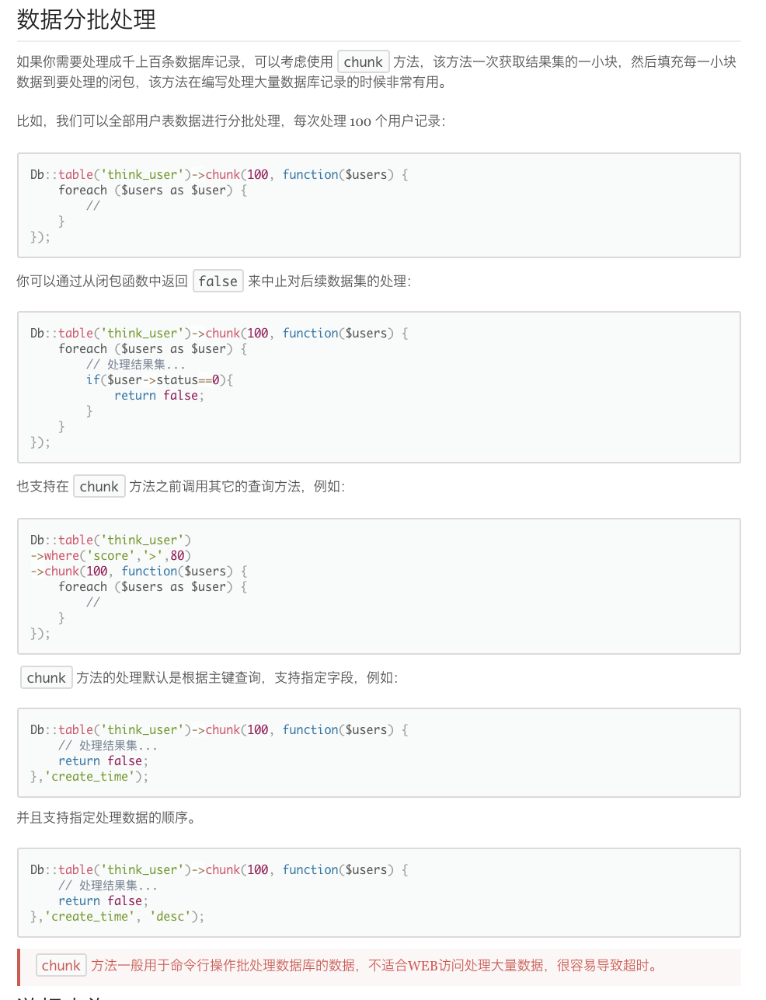 数据分批处理
如果你需要处理成千上百条数据库记录，可以考虑使用 chunk 方法，该方法一次获取结果集的一小块，然后填充每一小块
数据到要处理的闭包，该方法在编写处理大量数据库记录的时候非常有用。
比如，我们可以全部用户表数据进行分批处理，每次处理 100 个用户记录：
Db::table('think_user')->chunk(100, function($users) {
    foreach ($users as $user) {
        //
    }
});
你可以通过从闭包函数中返回 false 来中止对后续数据集的处理：
Db::table('think_user')->chunk(100, function($users) {
    foreach ($users as $user) {
        // 处理结果集...
        if($user->status==0){
            return false;
        }
    }
});
也支持在 chunk 方法之前调用其它的查询方法，例如：
Db::table('think_user')
->where('score','>',80)
->chunk(100, function($users) {
    foreach ($users as $user) {
        //
    }
});
chunk 方法的处理默认是根据主键查询，支持指定字段，例如：
Db::table('think_user')->chunk(100, function($users) {
    // 处理结果集...
    return false;
},'create_time');
并且支持指定处理数据的顺序。
Db::table('think_user')->chunk(100, function($users) {
    // 处理结果集...
    return false;
},'create_time', 'desc');
chunk 方法一般用于命令行操作批处理数据库的数据，不适合WEB访问处理大量数据，很容易导致超时。